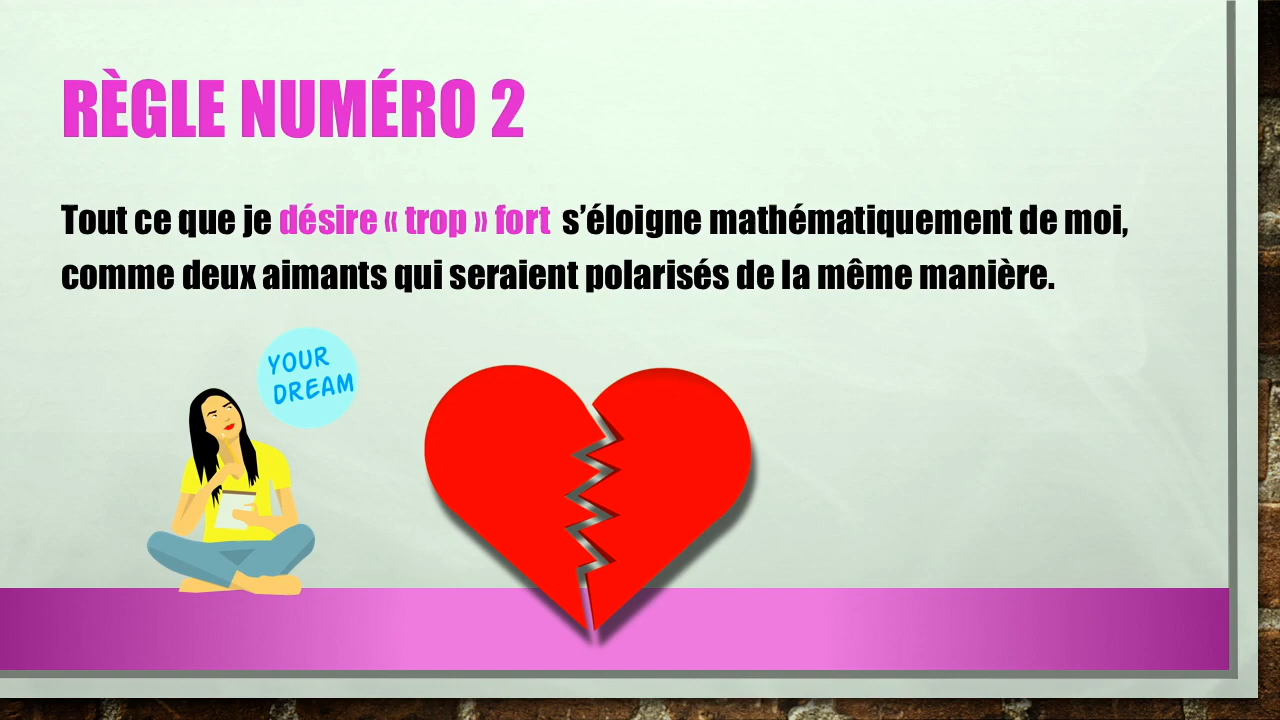 RÈGLE NUMÉRO 2
Tout ce que je désire « trop » fort s’éloigne mathématiquement de moi,
comme deux aimants qui seraient polarisés de la même manière.
YOUR
DREAM